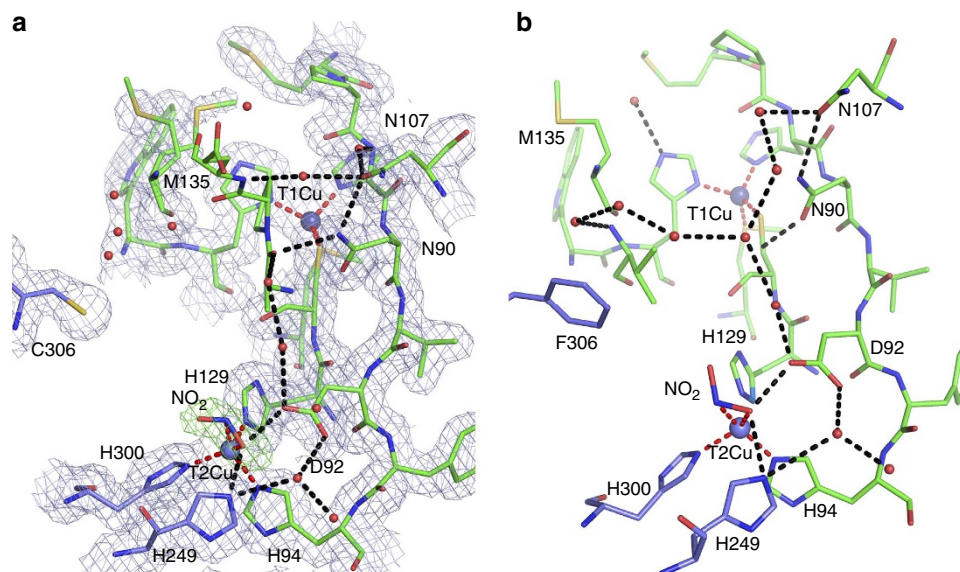 a
N107
M135
T1Cu
N90
C306
H129
NO2
D92
H300
T2Cu
H249
H94
b
N107
M135
T1Cu
N90
H129
F306
D92
NO2
T2Cu
H300
H94
H249